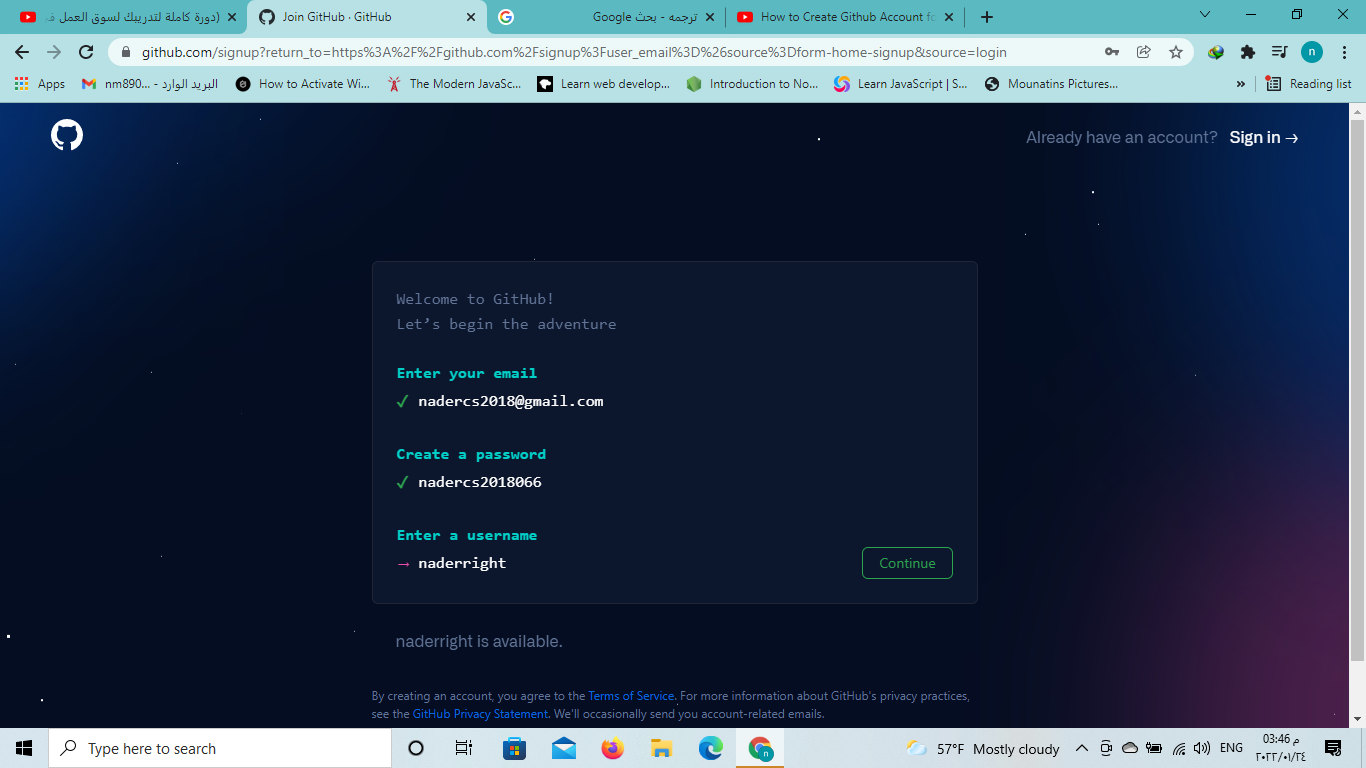 (دورة كاملة لتدريبك لسوق العمل ف
Join GitHub · GitHub
ترجمه - بحث Google
How to Create Github Account fo
github.com/signup?return_to=https%3A%2F%2Fgithub.com%2Fsignup%3Fuser_email%3D%26source%3Dform-home-signup&source=login
n
Apps
nm890... - البريد الوارد
How to Activate Wi...
The Modern JavaSc...
Learn web develop...
Introduction to No...
Learn JavaScript | S...
Mounatins Pictures...
»
Reading list
Already have an account? Sign in →
Welcome to GitHub!
Let’s begin the adventure
Enter your email
✓ nadercs2018@gmail.com
Create a password
✓ nadercs2018066
Enter a username
→ naderright
Continue
naderright is available.
By creating an account, you agree to the Terms of Service. For more information about GitHub's privacy practices,
see the GitHub Privacy Statement. We'll occasionally send you account-related emails.
Type here to search
n
57°F Mostly cloudy
ENG
03:46 م
٢٠٢٢/٠١/٢٤